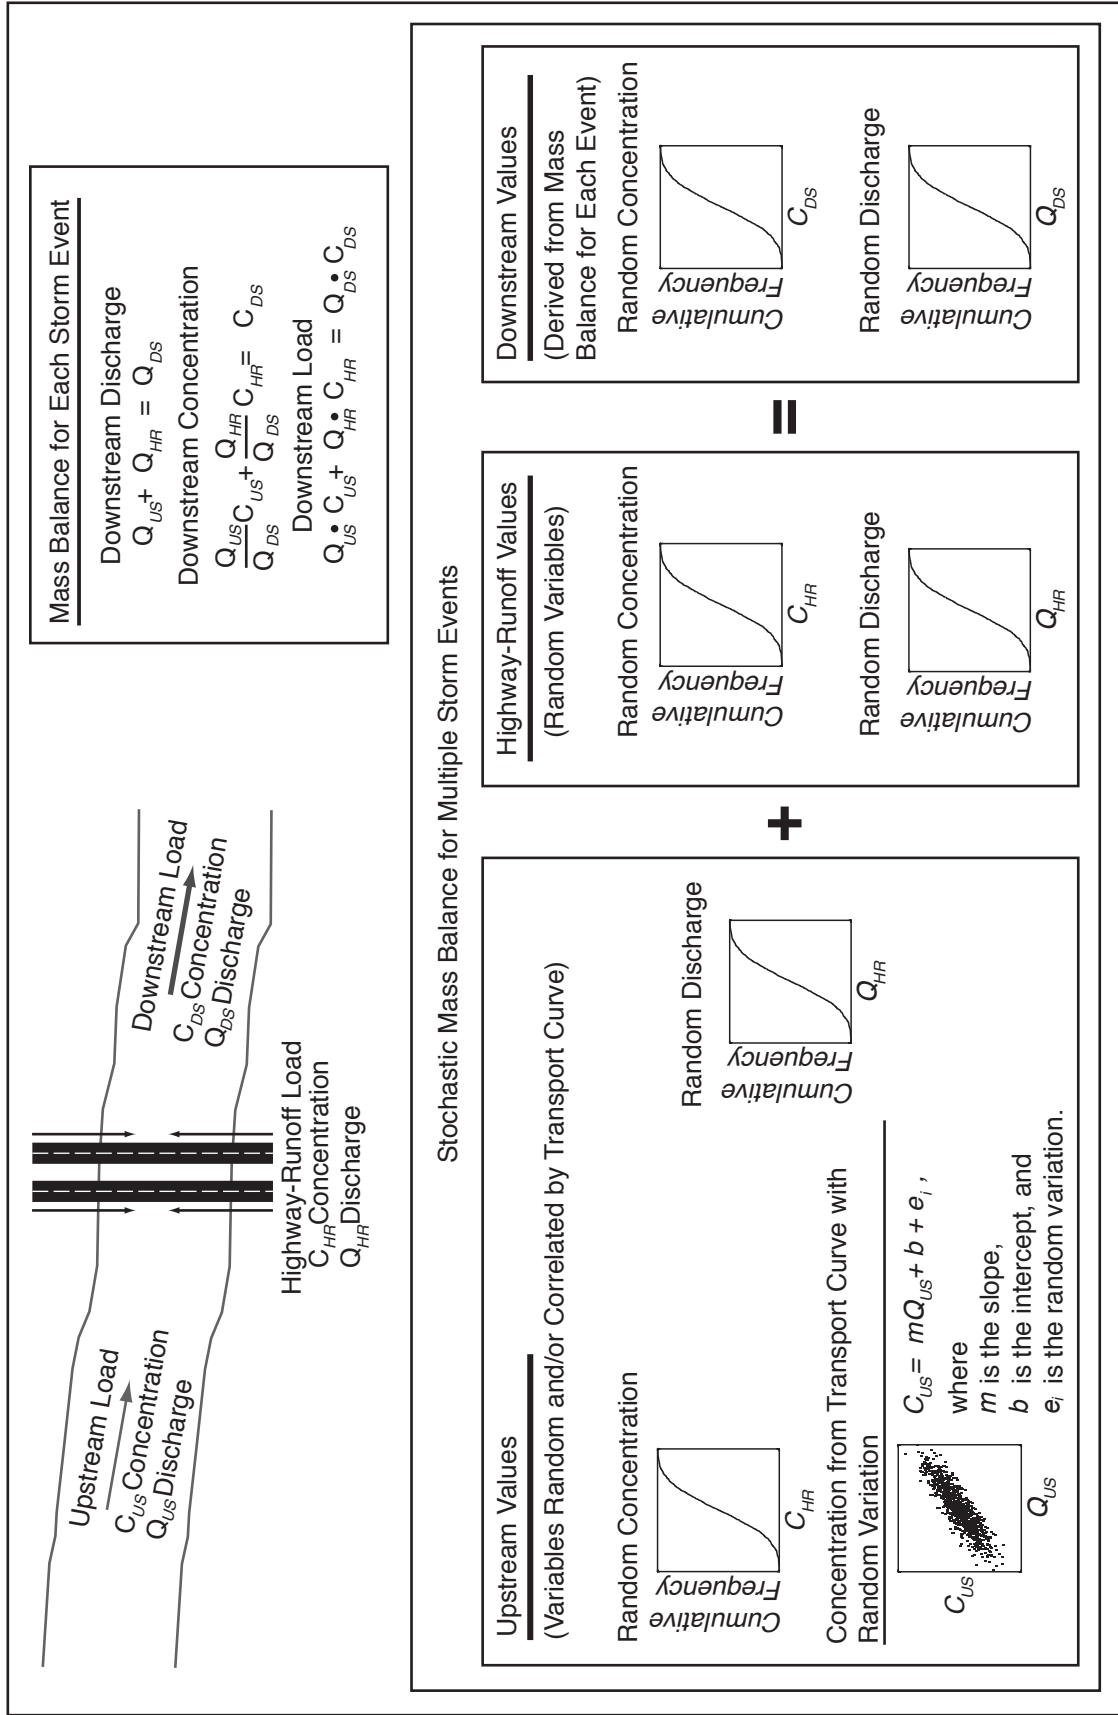 Upstream Load
C_US Concentration
Q_US Discharge
Highway-Runoff Load
C_HR Concentration
Q_HR Discharge
Downstream Load
C_DS Concentration
Q_DS Discharge
Mass Balance for Each Storm Event
Downstream Discharge
Q_US + Q_HR = Q_DS
Downstream Concentration
Q_US/Q_DS C_US + Q_HR/Q_DS C_HR = C_DS
Downstream Load
Q_US • C_US + Q_HR • C_HR = Q_DS • C_DS
Stochastic Mass Balance for Multiple Storm Events
Upstream Values
(Variables Random and/or Correlated by Transport Curve)
Random Concentration
Cumulative
Frequency
C_HR
Random Discharge
Cumulative
Frequency
Q_HR
Concentration from Transport Curve with
Random Variation
C_US
Q_US
C_US = mQ_US + b + e_i ,
where
m is the slope,
b is the intercept, and
e_i is the random variation.
+
Highway-Runoff Values
(Random Variables)
Random Concentration
Cumulative
Frequency
C_HR
Random Discharge
Cumulative
Frequency
Q_HR
=
Downstream Values
(Derived from Mass
Balance for Each Event)
Random Concentration
Cumulative
Frequency
C_DS
Random Discharge
Cumulative
Frequency
Q_DS